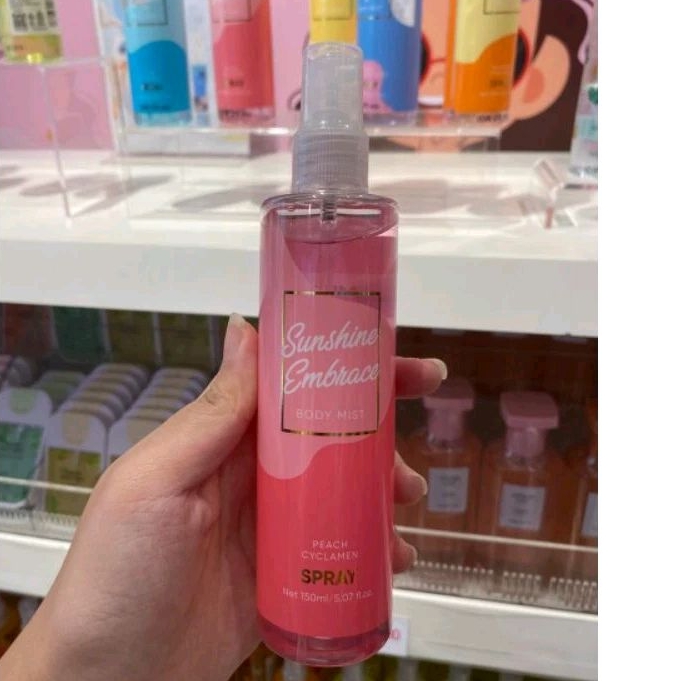 Sunshine
Embrace
BODY MIST
PEACH
CYCLAMEN
SPRAY
Net 150ml/5.07 fl.oz.